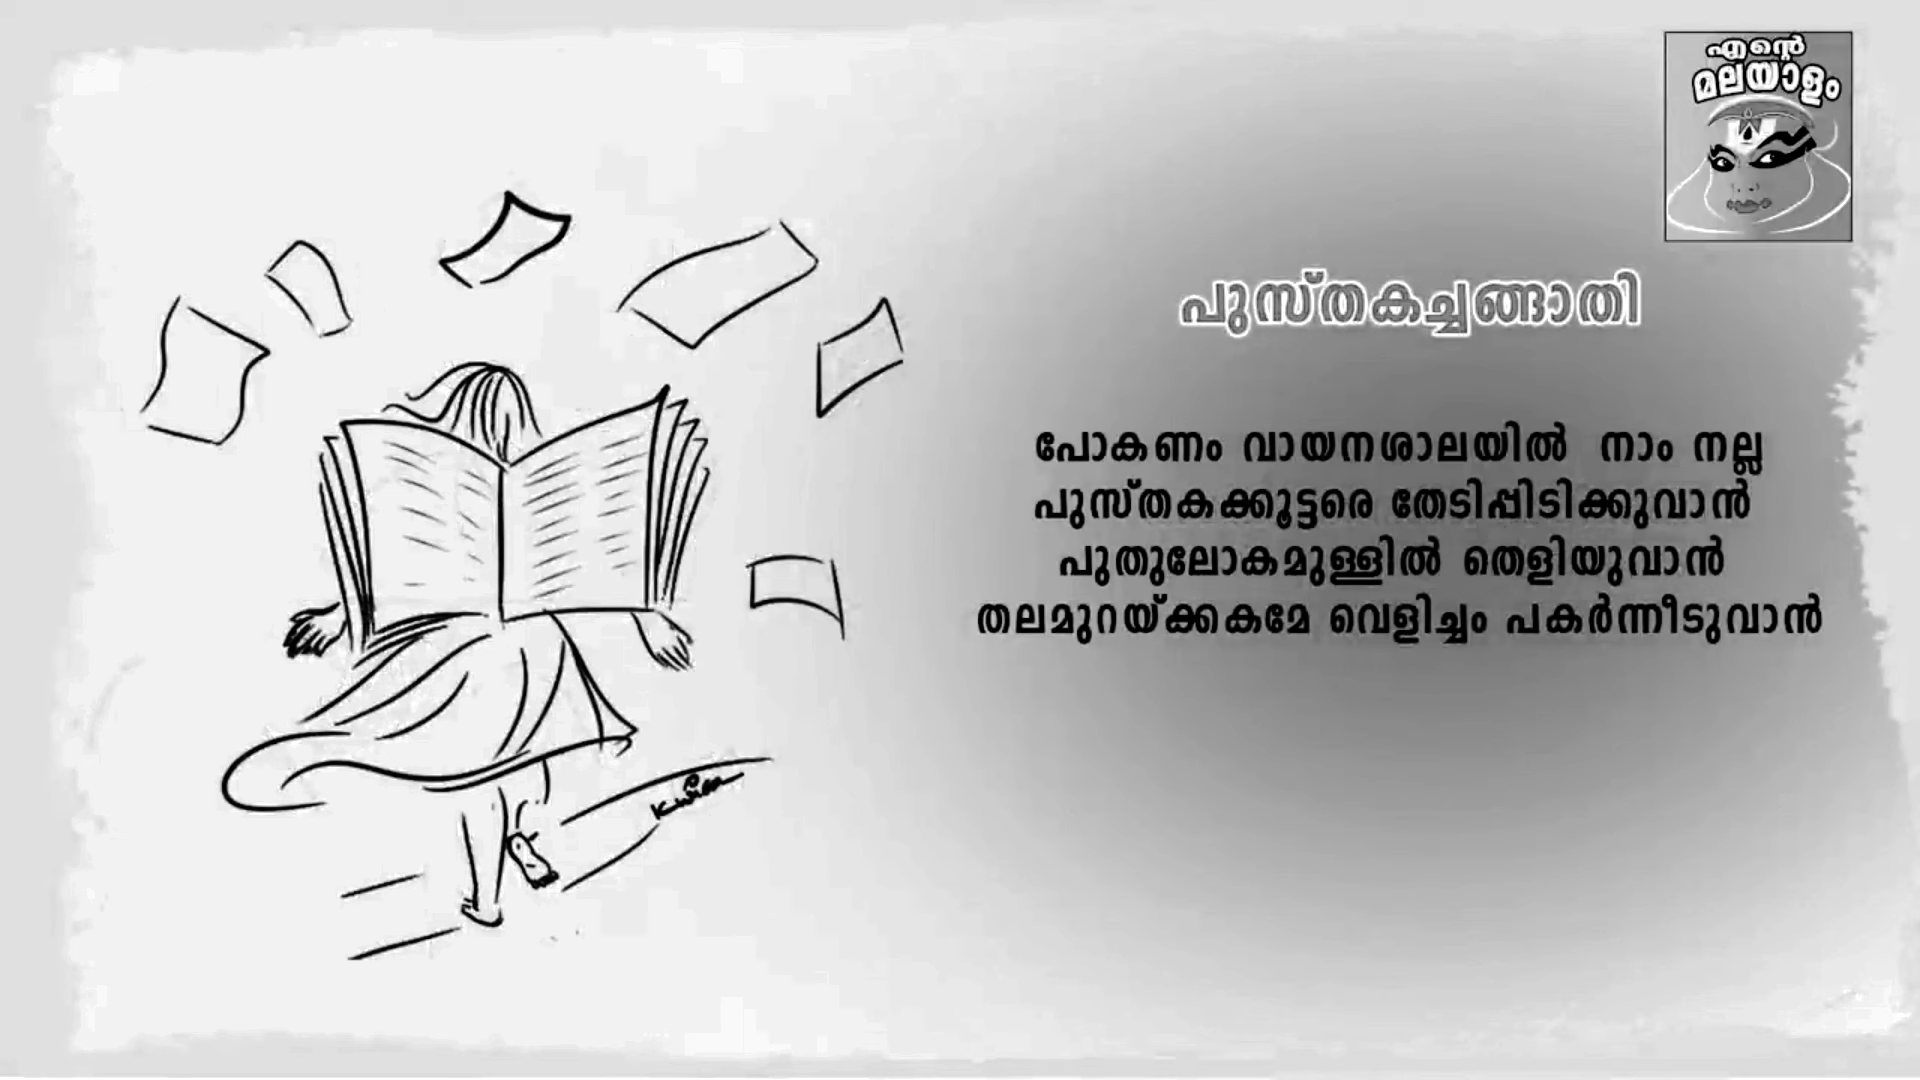 എന്റെ
മലയാളം
പുസ്തകച്ചങ്ങാതി
പോകണം വായനശാലയിൽ നാം നല്ല
പുസ്തകക്കൂട്ടരെ തേടിപ്പിടിക്കുവാൻ
പുതുലോകമുള്ളിൽ തെളിയുവാൻ
തലമുറയ്ക്കകമേ വെളിച്ചം പകർന്നീടുവാൻ